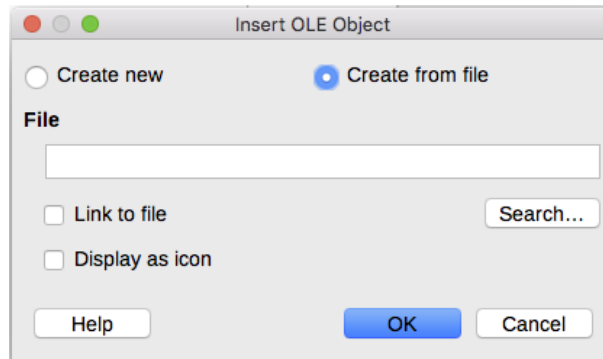 Insert OLE Object
Create new Create from file
File
Link to file Search...
Display as icon
Help OK Cancel